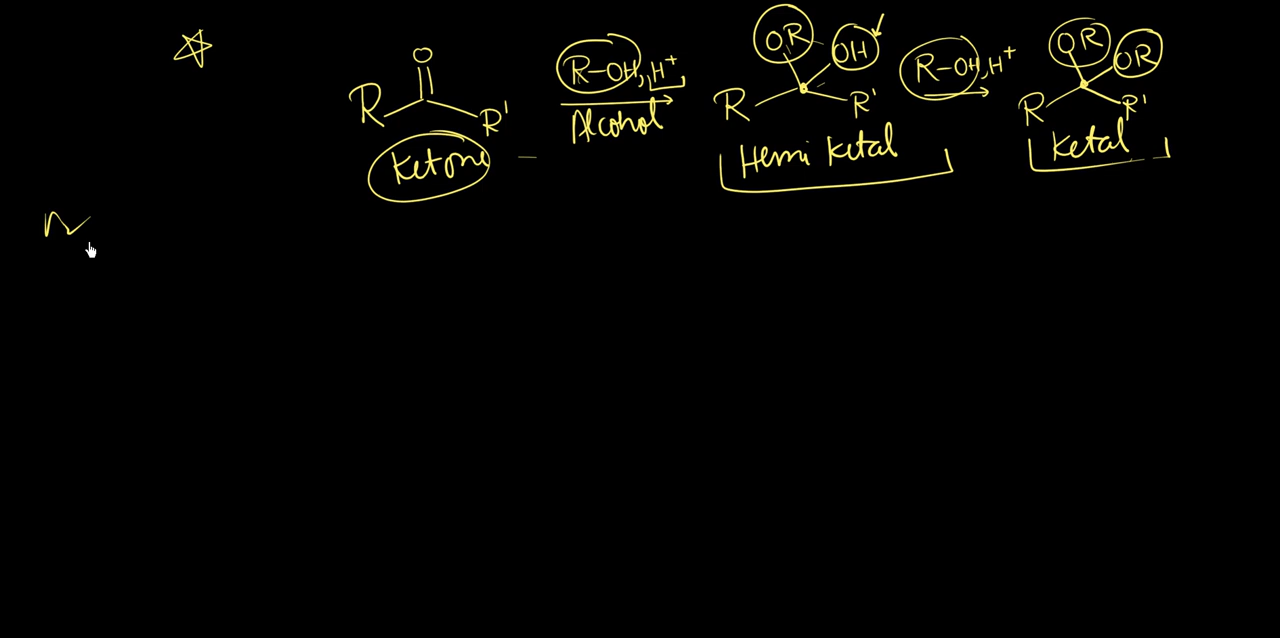 O OR OH OR OR
R R' R-OH, H+ R R' R-OH, H+ R R'
Alcohol
Ketone Hemi Ketal Ketal